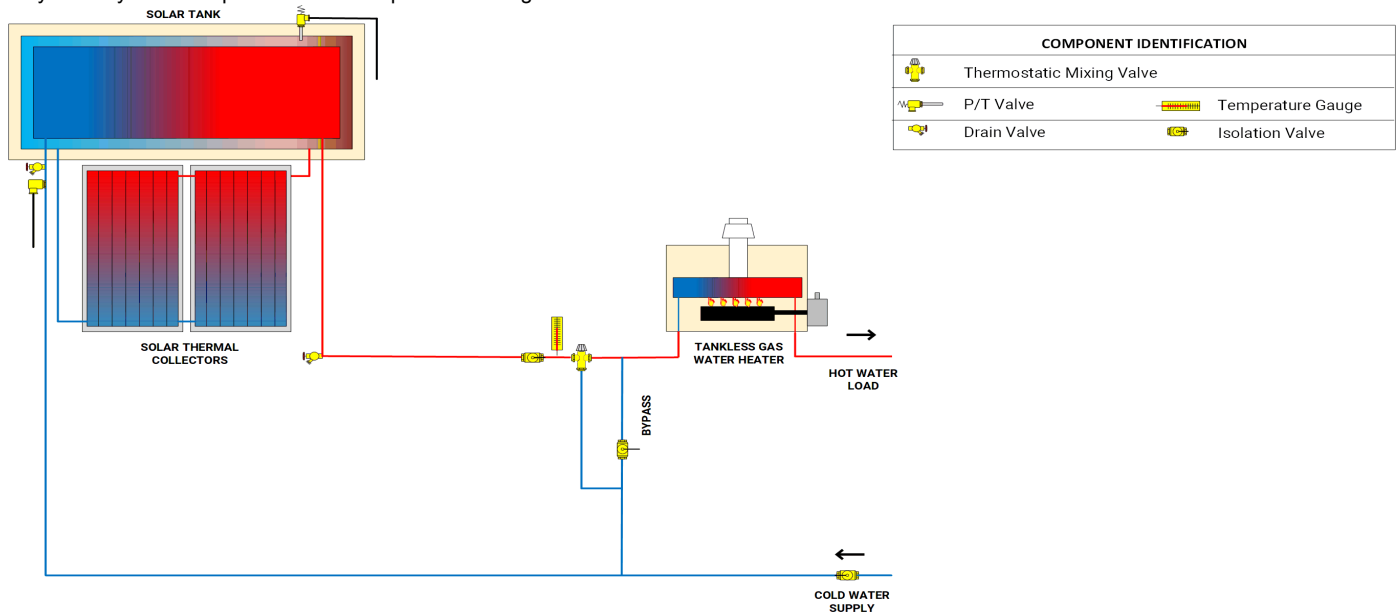 SOLAR TANK
COMPONENT IDENTIFICATION
Thermostatic Mixing Valve
P/T Valve
Temperature Gauge
Drain Valve
Isolation Valve
SOLAR THERMAL
COLLECTORS
TANKLESS GAS
WATER HEATER
HOT WATER
LOAD
BYPASS
COLD WATER
SUPPLY